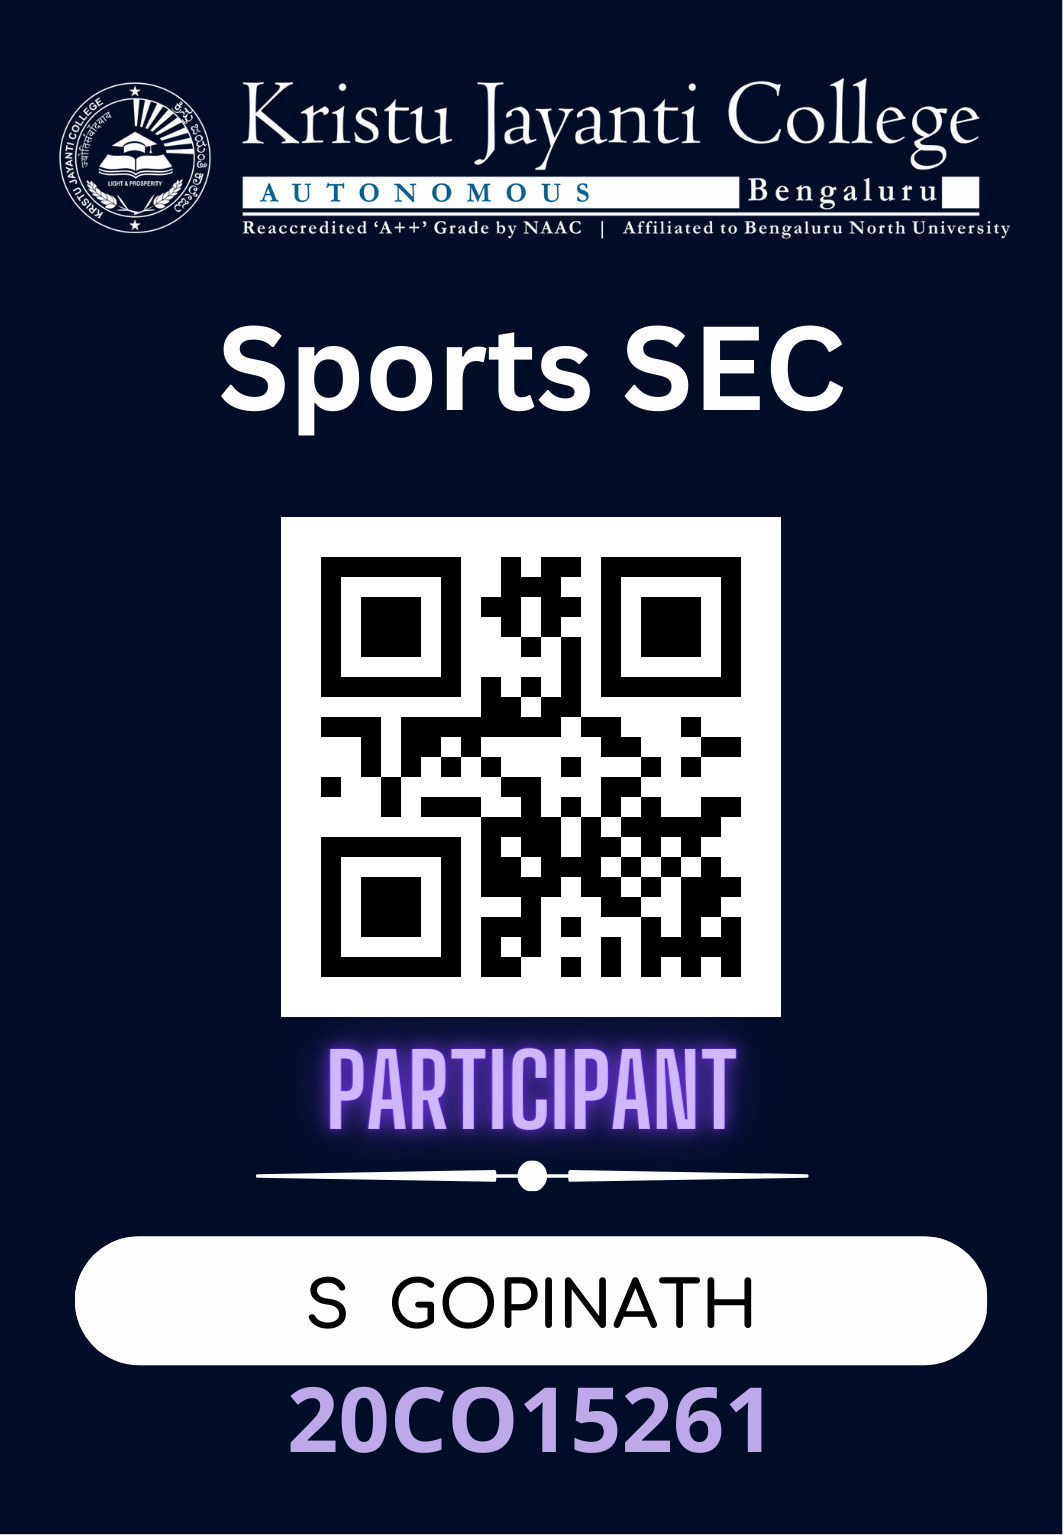 KRISTU JAYANTI COLLEGE
ಕ್ರಿಸ್ತು ಜಯಂತಿ ಕಾಲೇಜು
LIGHT & PROSPERITY
Kristu Jayanti College
AUTONOMOUS Bengaluru
Reaccredited ‘A++’ Grade by NAAC | Affiliated to Bengaluru North University
Sports SEC
PARTICIPANT
S GOPINATH
20CO15261